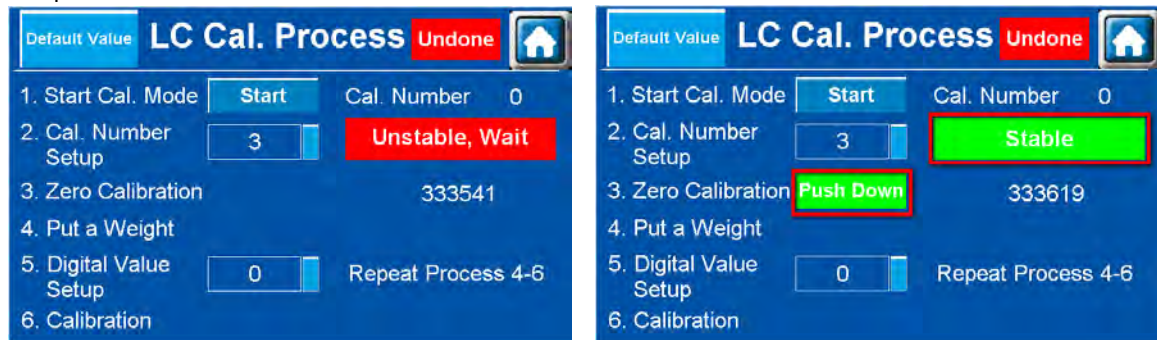 Default Value LC Cal. Process Undone
1. Start Cal. Mode Start Cal. Number 0
2. Cal. Number Setup 3 Unstable, Wait
3. Zero Calibration 333541
4. Put a Weight
5. Digital Value Setup 0 Repeat Process 4-6
6. Calibration
Default Value LC Cal. Process Undone
1. Start Cal. Mode Start Cal. Number 0
2. Cal. Number Setup 3 Stable
3. Zero Calibration Push Down 333619
4. Put a Weight
5. Digital Value Setup 0 Repeat Process 4-6
6. Calibration